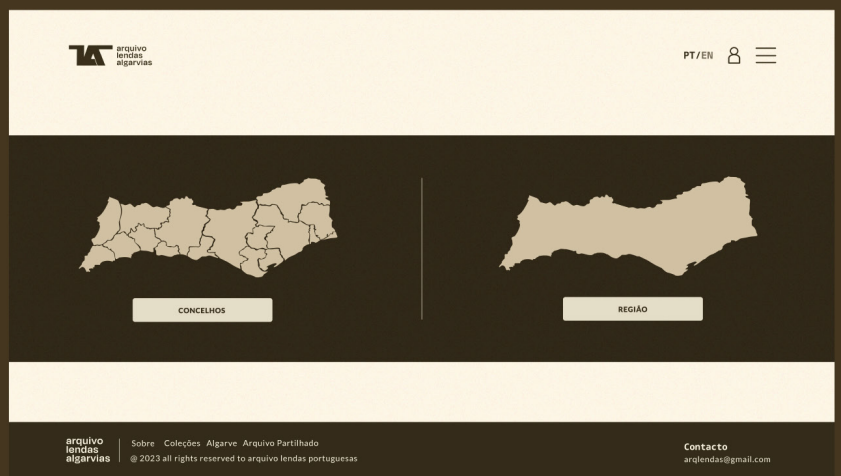 arquivo
lendas
algarvias
PT/EN
CONCELHOS
REGIÃO
arquivo
lendas
algarvias
Sobre Coleções Algarve Arquivo Partilhado
@ 2023 all rights reserved to arquivo lendas portuguesas
Contacto
arqlendas@gmail.com